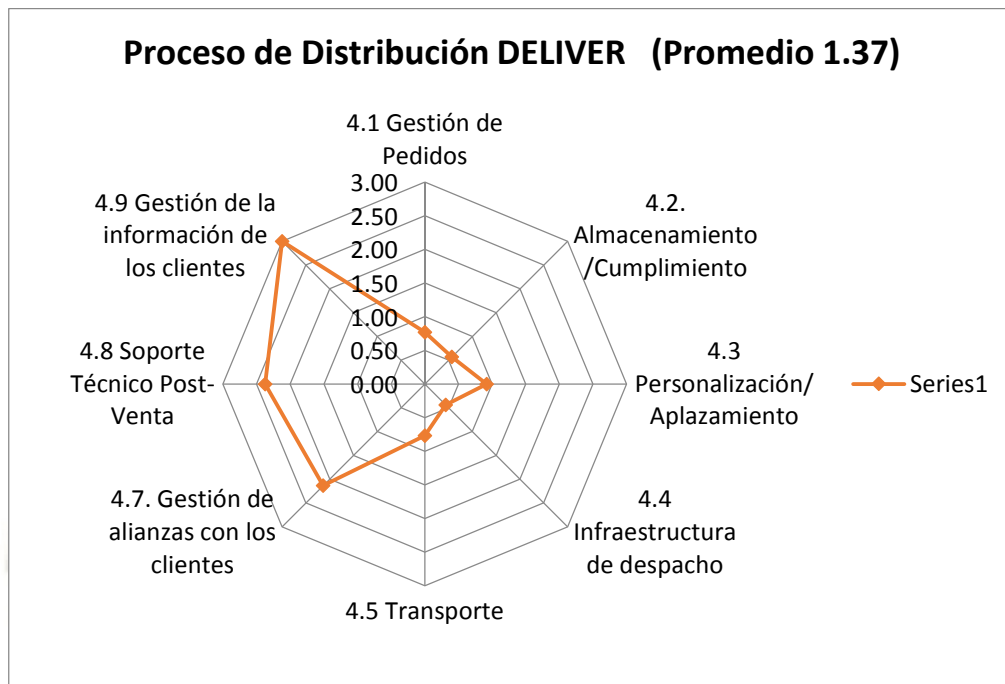 Proceso de Distribución DELIVER (Promedio 1.37)
4.1 Gestión de
Pedidos
4.2.
Almacenamiento
/Cumplimiento
4.3
Personalización/
Aplazamiento
4.4
Infraestructura
de despacho
4.5 Transporte
4.7. Gestión de
alianzas con los
clientes
4.8 Soporte
Técnico Post-
Venta
4.9 Gestión de la
información de
los clientes
3.00
2.50
2.00
1.50
1.00
0.50
0.00
Series1